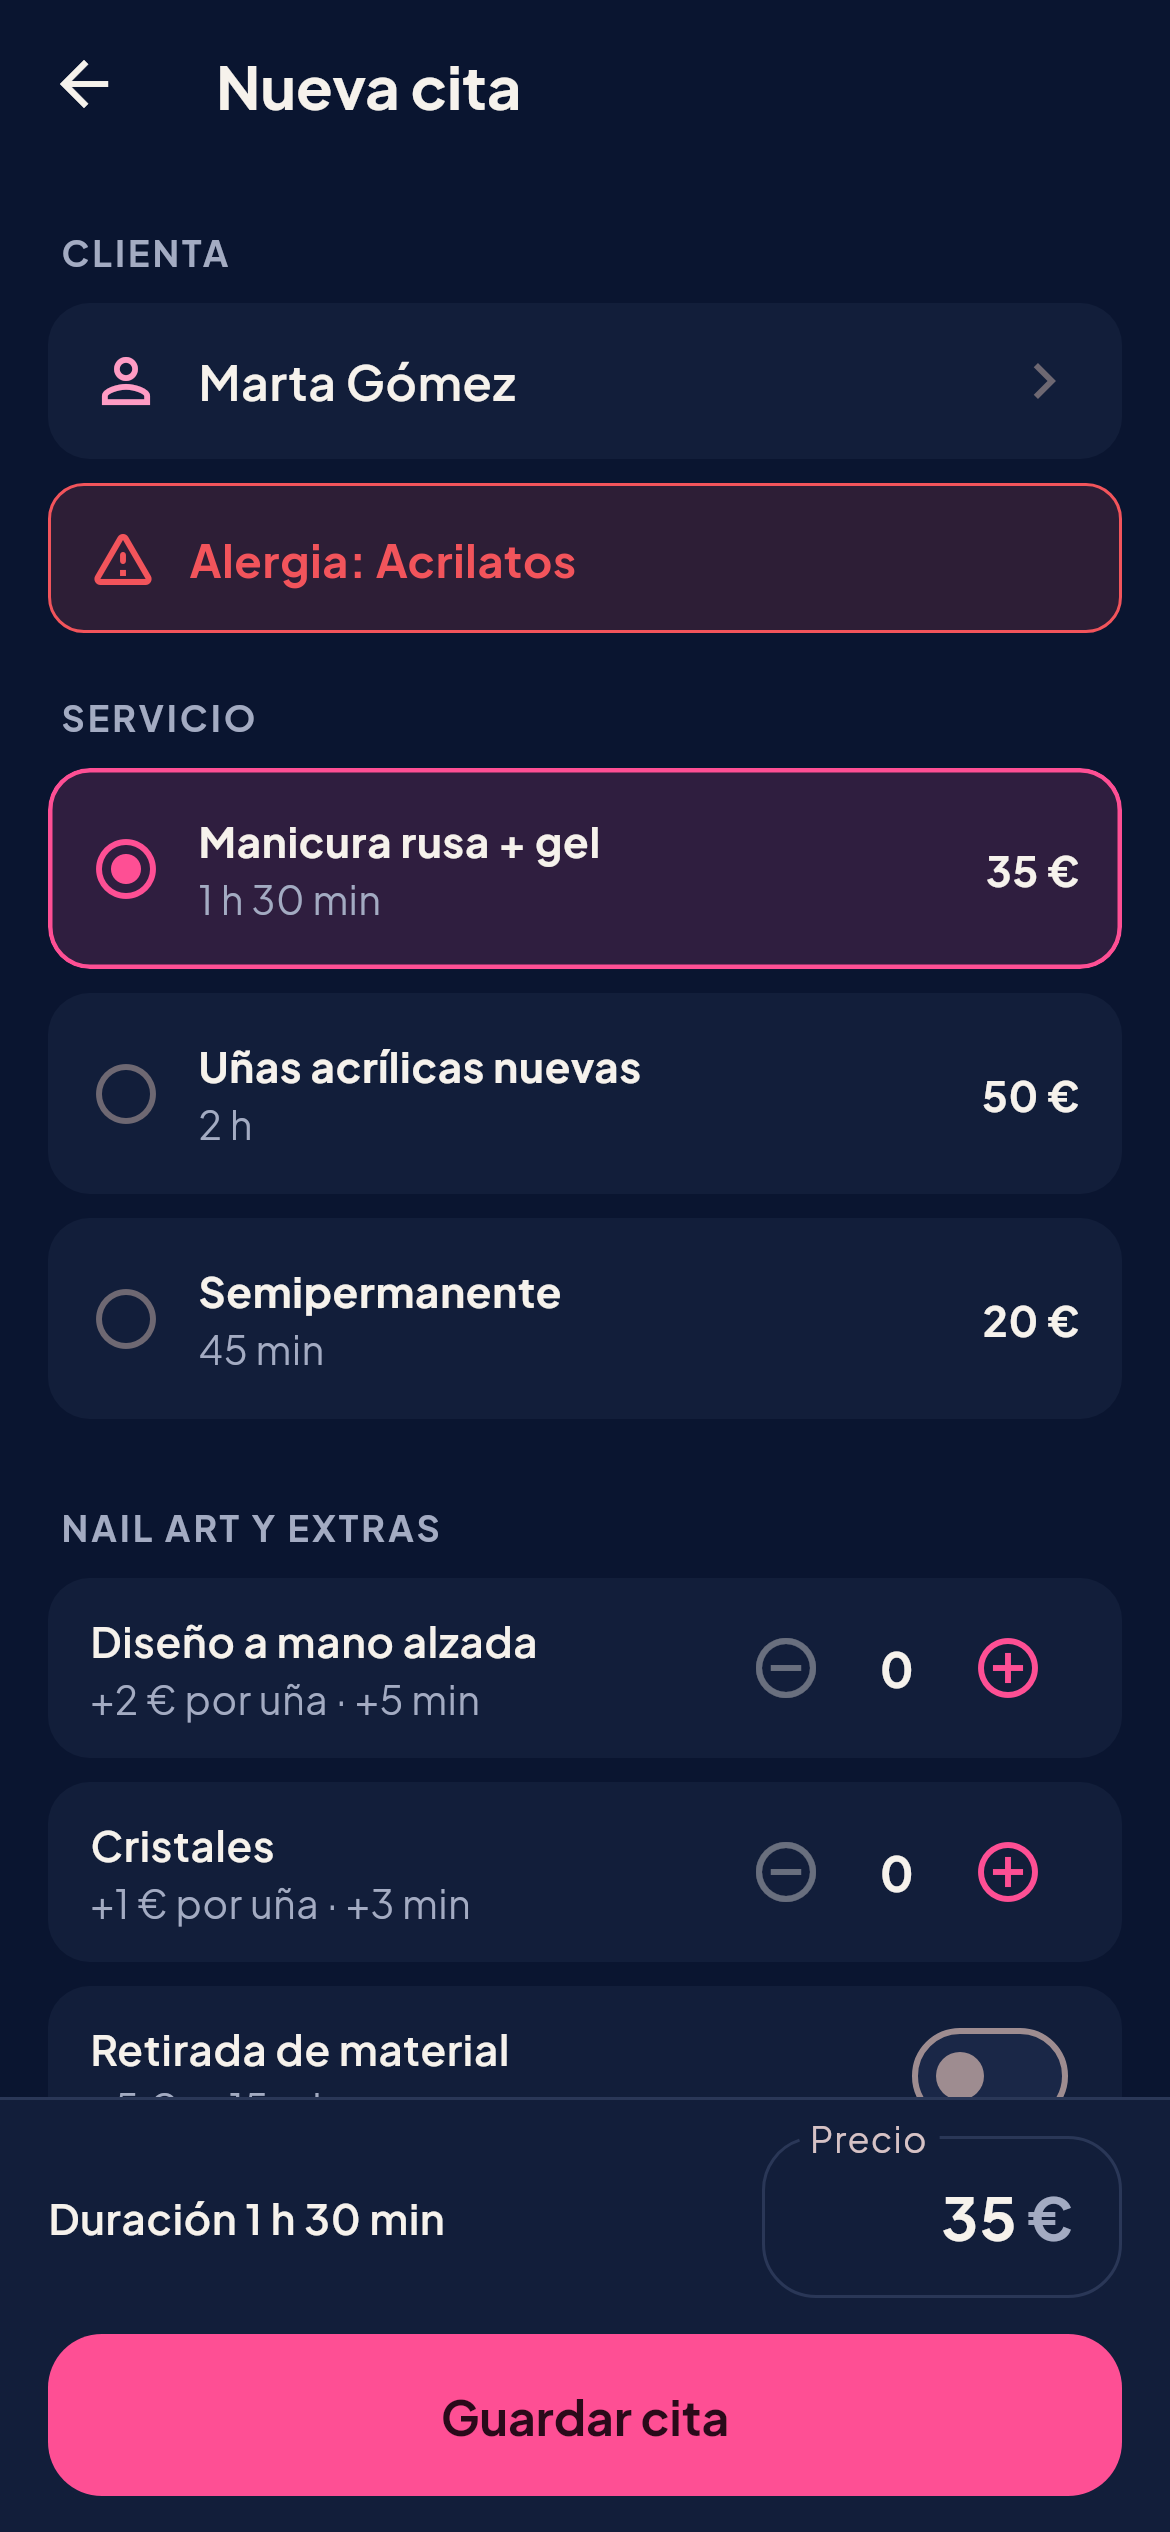 Nueva cita
CLIENTA
Marta Gómez
Alergia: Acrilatos
SERVICIO
Manicura rusa + gel
1 h 30 min
35 €
Uñas acrílicas nuevas
2 h
50 €
Semipermanente
45 min
20 €
NAIL ART Y EXTRAS
Diseño a mano alzada
+2 € por uña · +5 min
0
Cristales
+1 € por uña · +3 min
0
Retirada de material
Precio
Duración 1 h 30 min
35 €
Guardar cita